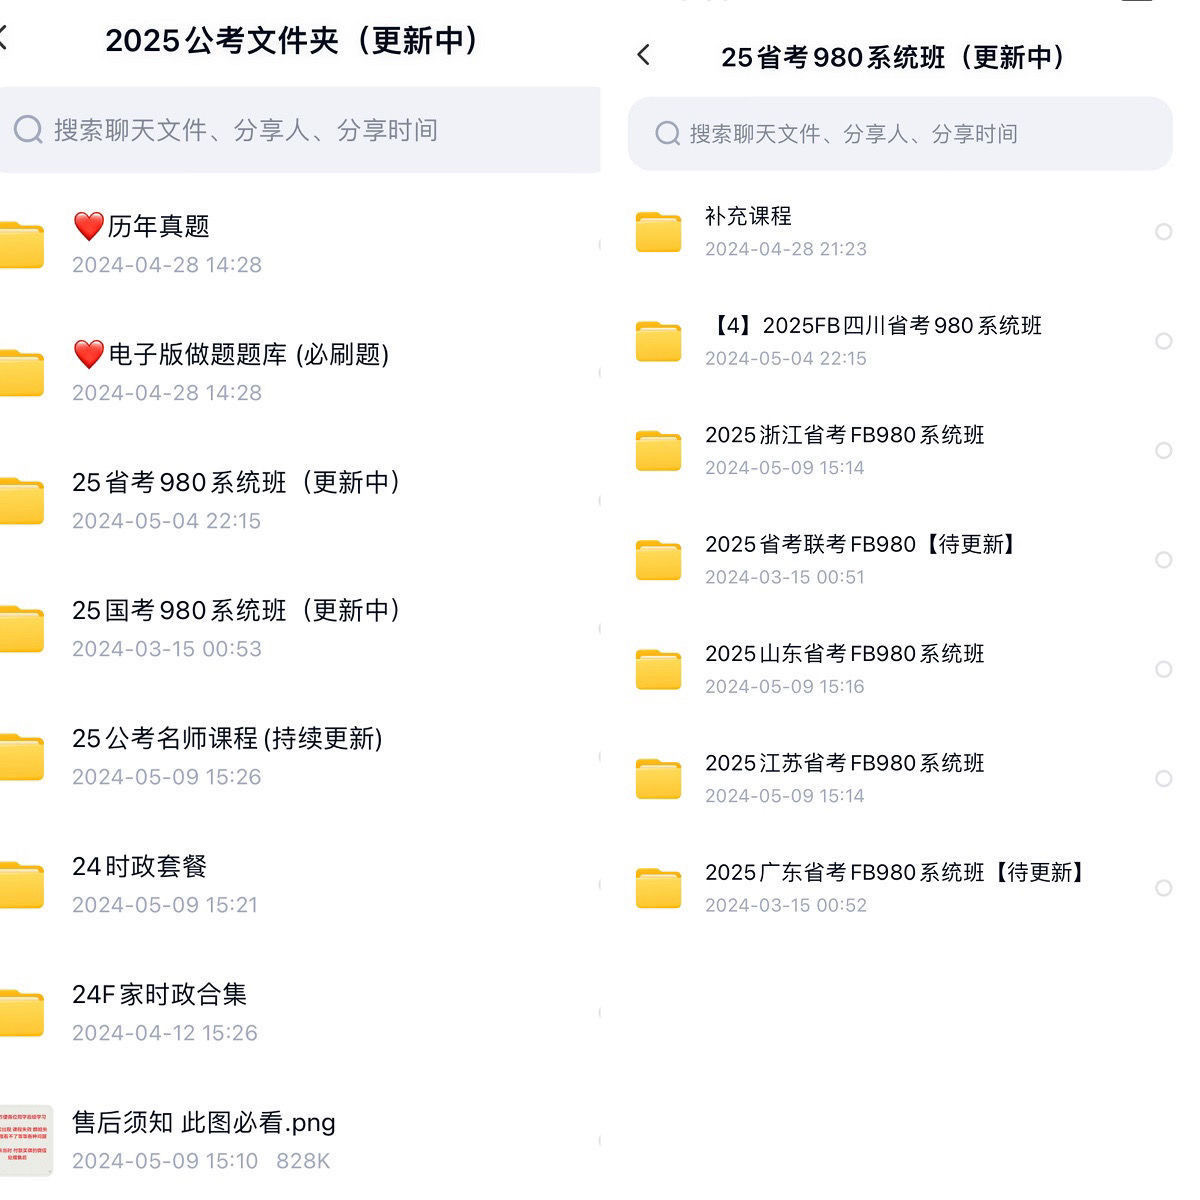 2025公考文件夹（更新中）
搜索聊天文件、分享人、分享时间
❤️历年真题
2024-04-28 14:28
❤️电子版做题题库 (必刷题)
2024-04-28 14:28
25省考980系统班（更新中）
2024-05-04 22:15
25国考980系统班（更新中）
2024-03-15 00:53
25公考名师课程(持续更新)
2024-05-09 15:26
24时政套餐
2024-05-09 15:21
24F家时政合集
2024-04-12 15:26
售后须知 此图必看.png
2024-05-09 15:10 828K
25省考980系统班（更新中）
搜索聊天文件、分享人、分享时间
补充课程
2024-04-28 21:23
【4】2025FB四川省考980系统班
2024-05-04 22:15
2025浙江省考FB980系统班
2024-05-09 15:14
2025省考联考FB980【待更新】
2024-03-15 00:51
2025山东省考FB980系统班
2024-05-09 15:16
2025江苏省考FB980系统班
2024-05-09 15:14
2025广东省考FB980系统班【待更新】
2024-03-15 00:52